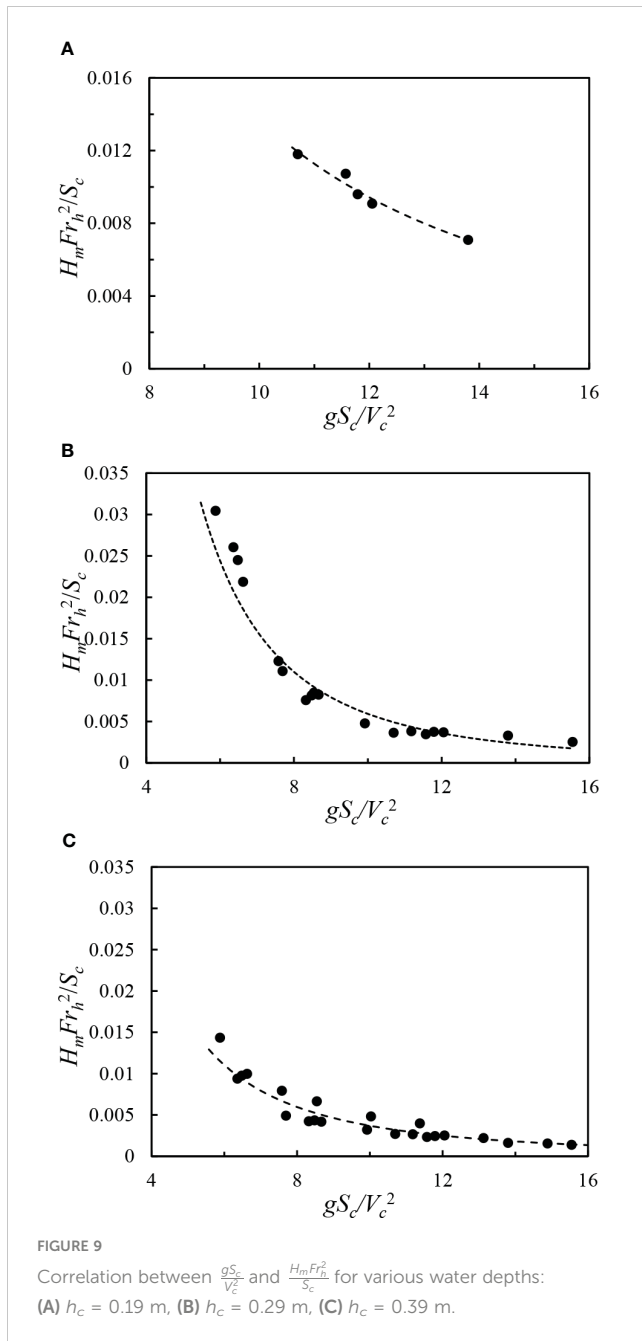 A
0.016
0.012
0.008
0.004
0
H_mFr_h^2/S_c
8 10 12 14 16
gS_c/V_c^2
B
0.035
0.03
0.025
0.02
0.015
0.01
0.005
0
H_mFr_h^2/S_c
4 8 12 16
gS_c/V_c^2
C
0.035
0.03
0.025
0.02
0.015
0.01
0.005
0
H_mFr_h^2/S_c
4 8 12 16
gS_c/V_c^2
FIGURE 9
Correlation between gS_c/V_c^2 and H_mFr_h^2/S_c for various water depths:
(A) h_c = 0.19 m, (B) h_c = 0.29 m, (C) h_c = 0.39 m.